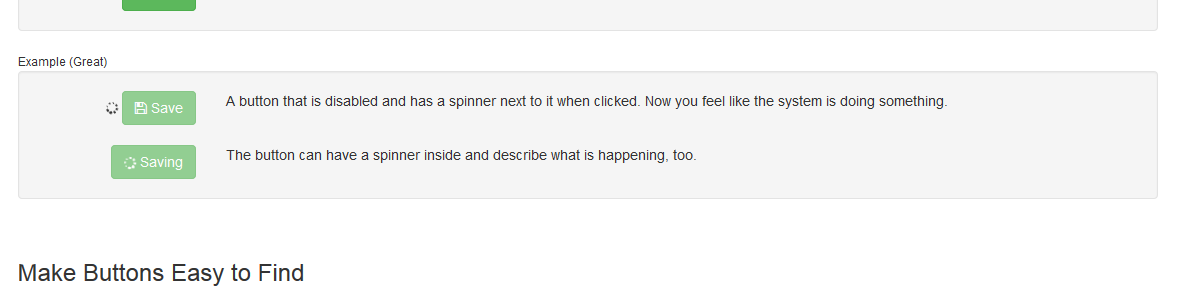 Example (Great)
Save
A button that is disabled and has a spinner next to it when clicked. Now you feel like the system is doing something.
Saving
The button can have a spinner inside and describe what is happening, too.
Make Buttons Easy to Find